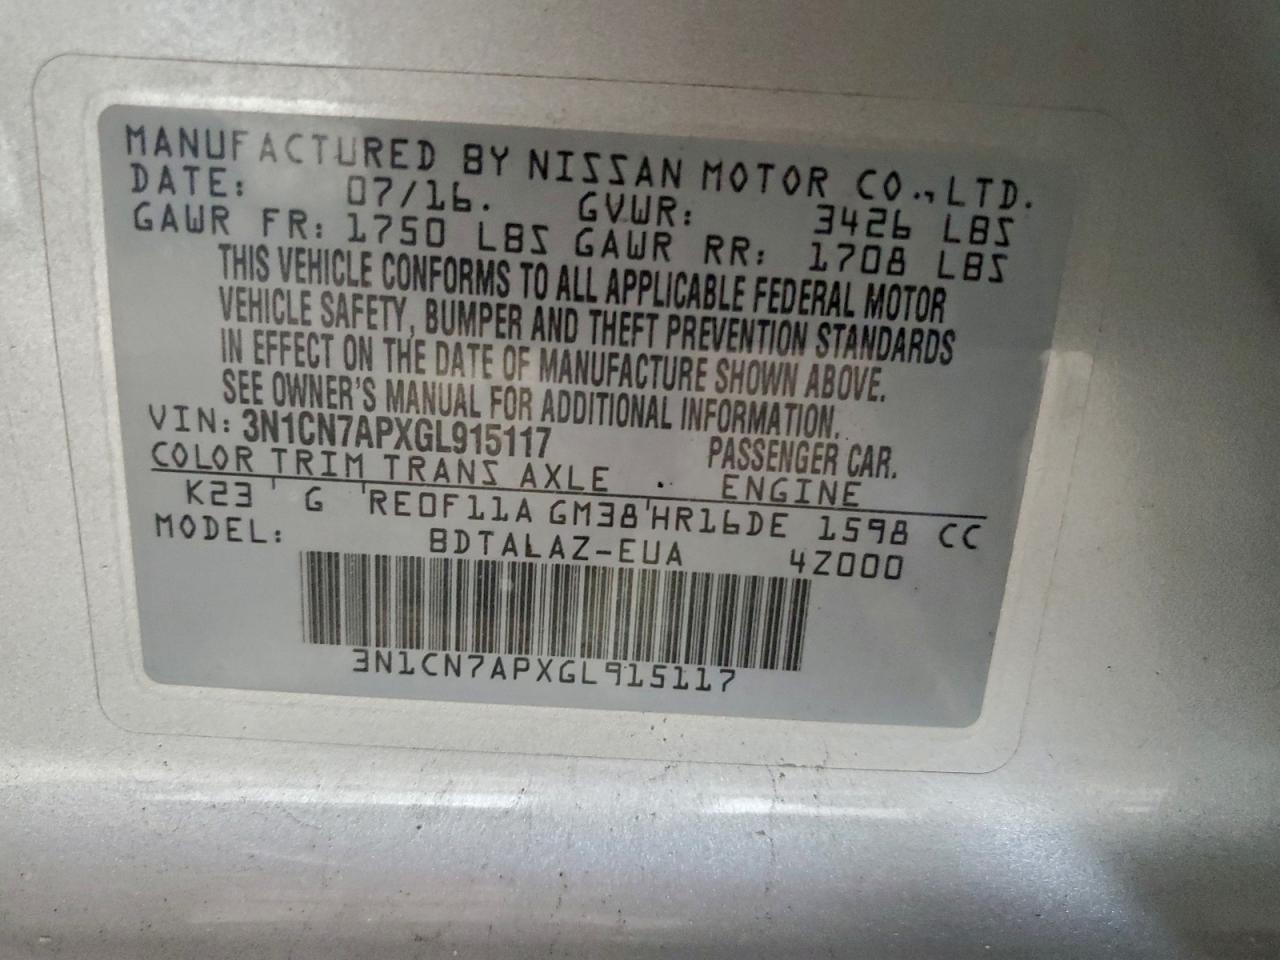 MANUFACTURED BY NISSAN MOTOR CO., LTD.
DATE: 07/16. GVWR: 3426 LBS
GAWR FR: 1750 LBS GAWR RR: 1708 LBS
THIS VEHICLE CONFORMS TO ALL APPLICABLE FEDERAL MOTOR
VEHICLE SAFETY, BUMPER AND THEFT PREVENTION STANDARDS
IN EFFECT ON THE DATE OF MANUFACTURE SHOWN ABOVE.
SEE OWNER'S MANUAL FOR ADDITIONAL INFORMATION.
VIN: 3N1CN7APXGL915117 PASSENGER CAR.
COLOR TRIM TRANS AXLE . ENGINE
K23 ' G 'RE0F11A GM38'HR16DE 1598 CC
MODEL: BDTALAZ-EUA 4Z000
3N1CN7APXGL915117